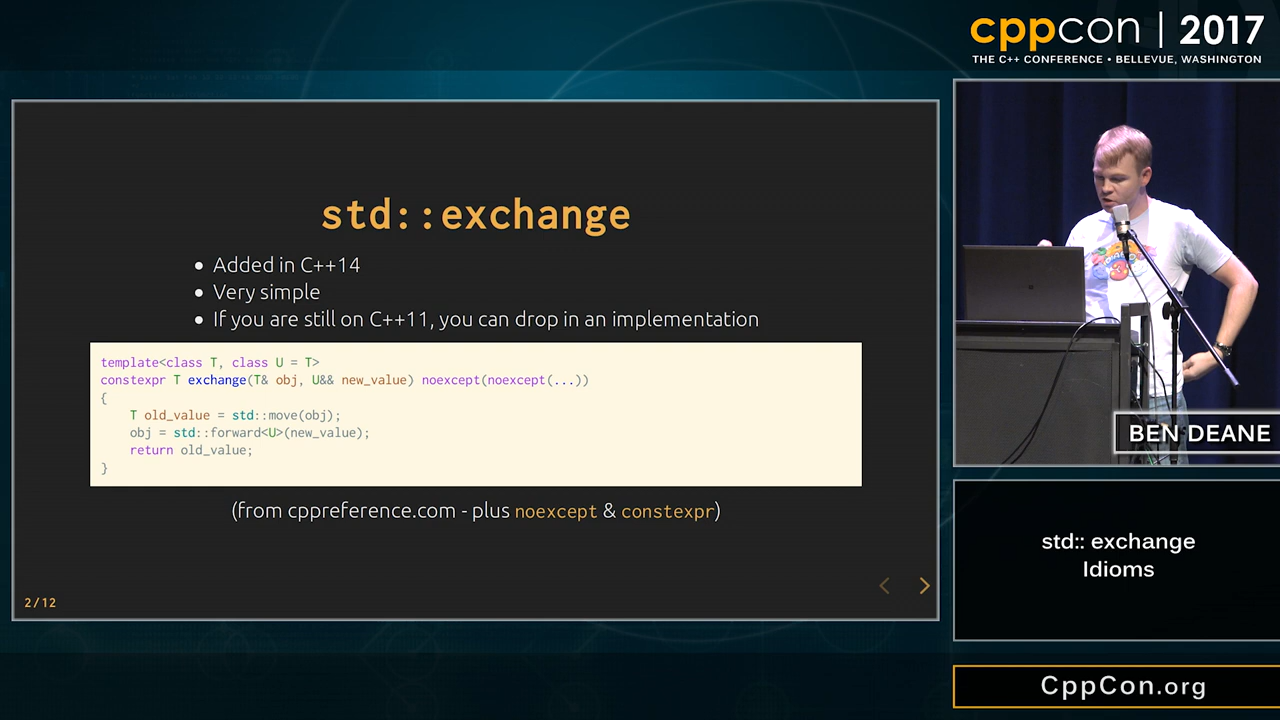 cppcon | 2017
THE C++ CONFERENCE • BELLEVUE, WASHINGTON
std::exchange
• Added in C++14
• Very simple
• If you are still on C++11, you can drop in an implementation
template<class T, class U = T>
constexpr T exchange(T& obj, U&& new_value) noexcept(noexcept(...))
{
    T old_value = std::move(obj);
    obj = std::forward<U>(new_value);
    return old_value;
}
(from cppreference.com - plus noexcept & constexpr)
2/12
BEN DEANE
std:: exchange
Idioms
CppCon.org